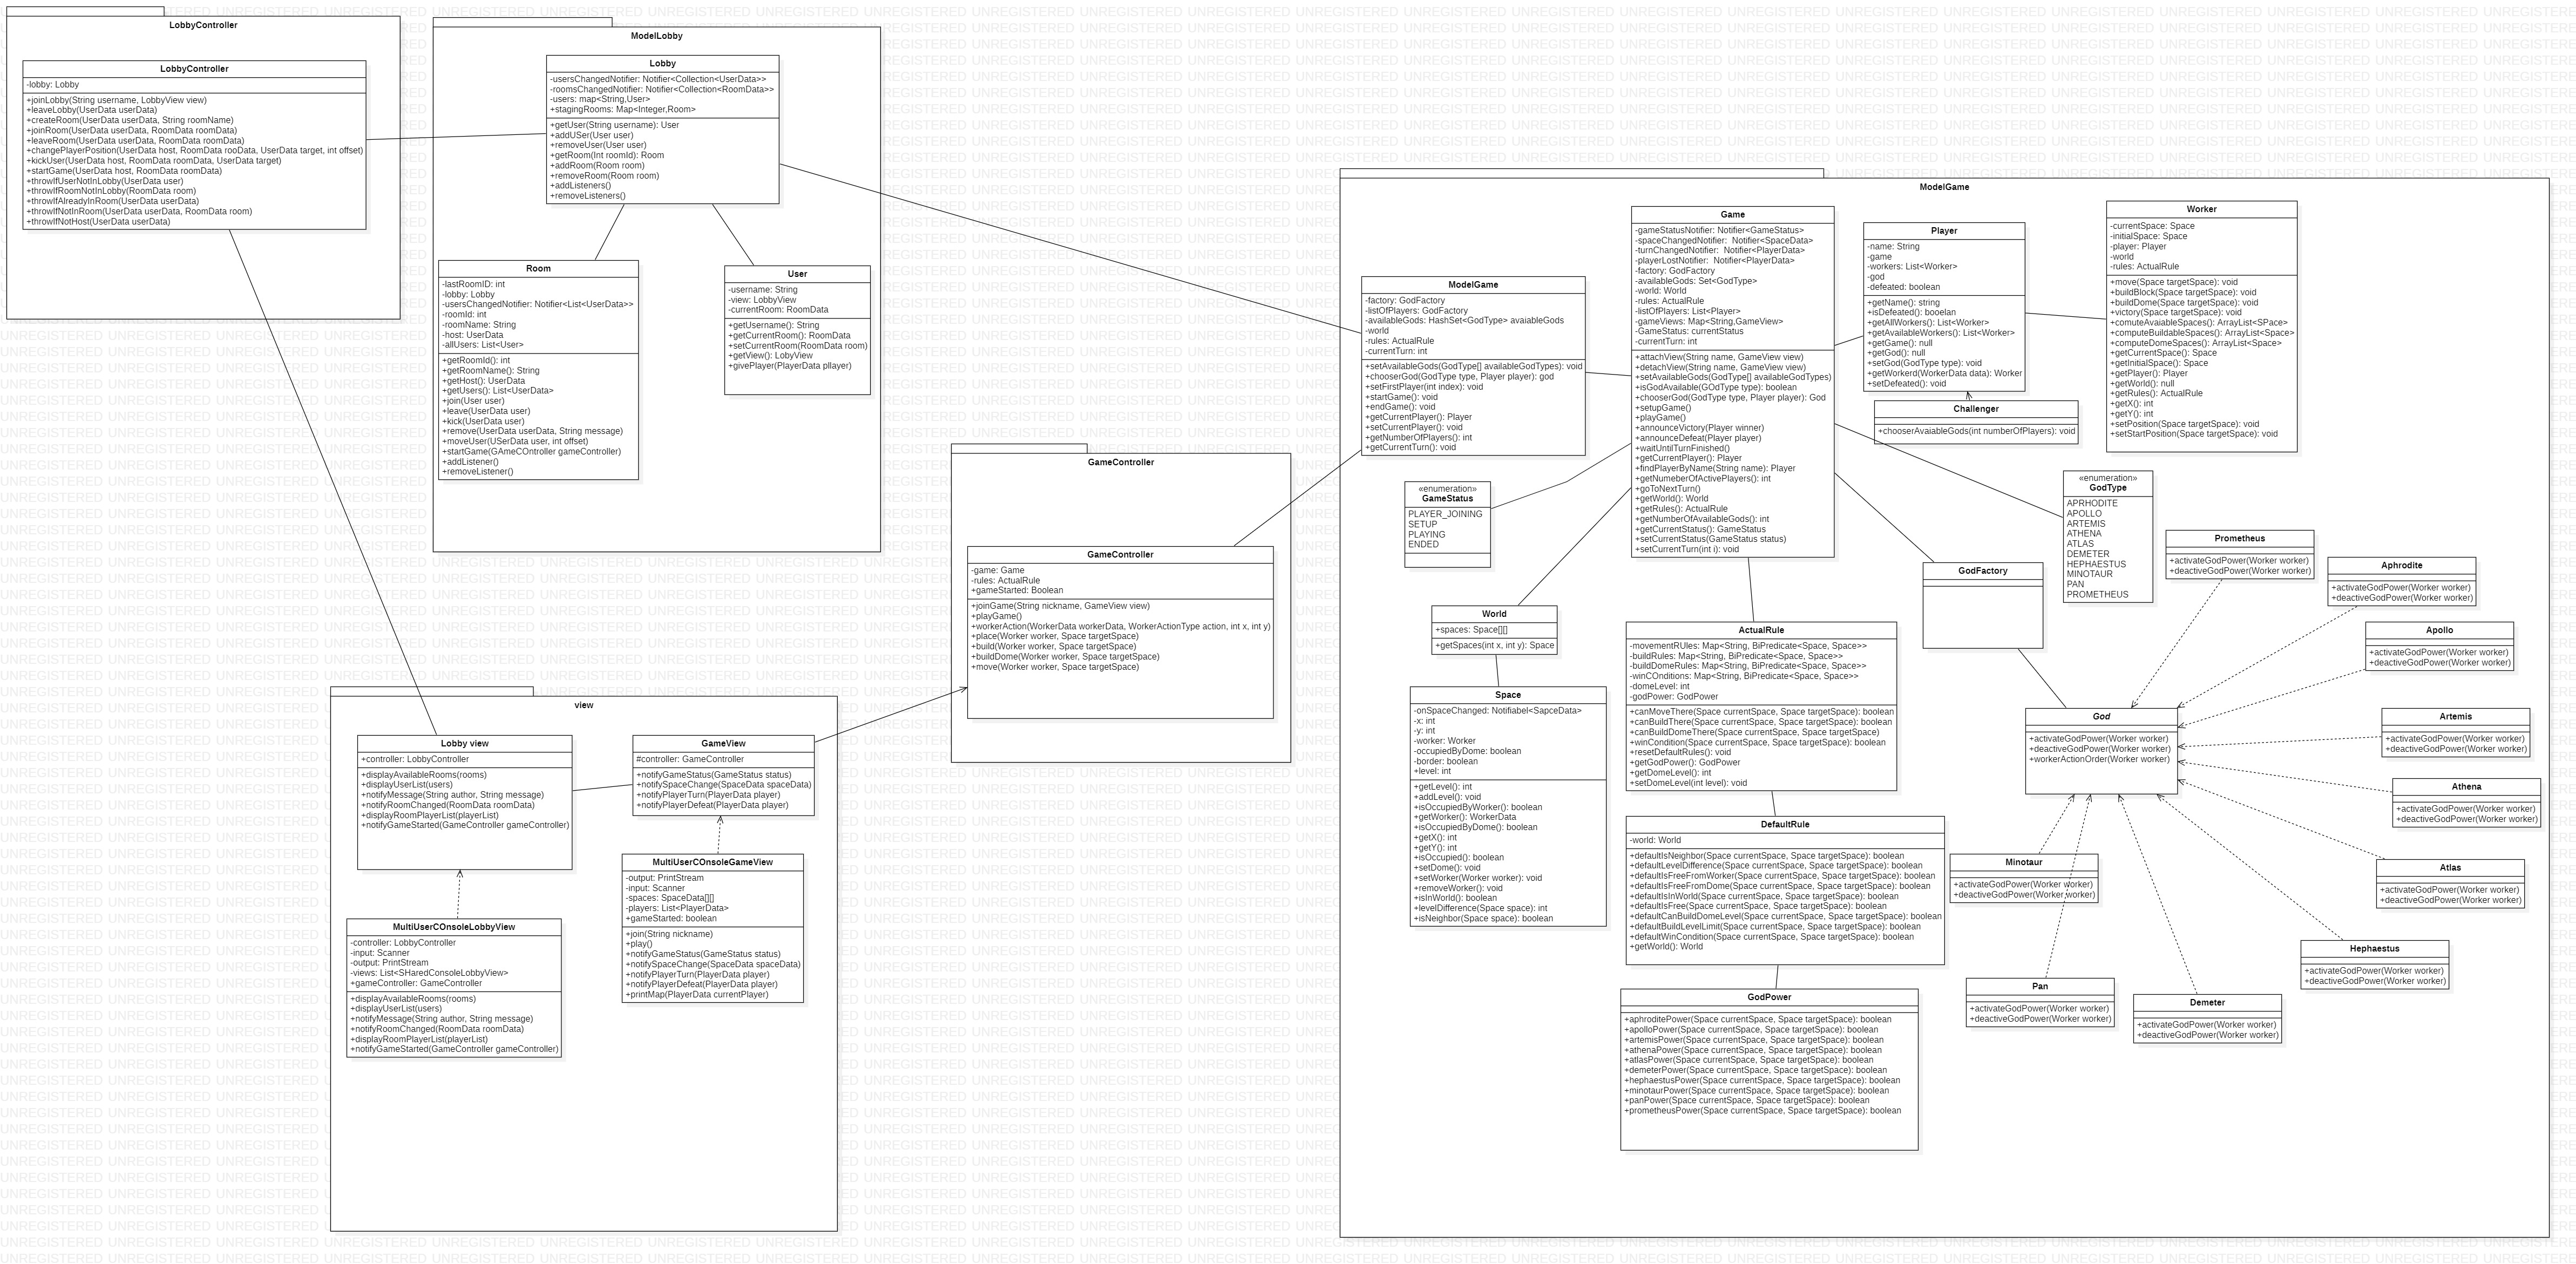 LobbyController
LobbyController
-lobby: Lobby
+joinLobby(String username, LobbyView view)
+leaveLobby(UserData userData)
+createRoom(UserData userData, String roomName)
+joinRoom(UserData userData, RoomData roomData)
+leaveRoom(UserData userData, RoomData roomData)
+changePlayerPosition(UserData host, RoomData rooData, UserData target, int offset)
+kickUser(UserData host, RoomData roomData, UserData target)
+startGame(UserData host, RoomData roomData)
+throwIfUserNotInLobby(UserData user)
+throwIfRoomNotInLobby(RoomData room)
+throwIfAlreadyInRoom(UserData userData)
+throwIfNotInRoom(UserData userData, RoomData room)
+throwIfNotHost(UserData userData)
ModelLobby
Lobby
-usersChangedNotifier: Notifier<Collection<UserData>>
-roomsChangedNotifier: Notifier<Collection<RoomData>>
-users: map<String,User>
+stagingRooms: Map<Integer,Room>
+getUser(String username): User
+addUSer(User user)
+removeUser(User user)
+getRoom(Int roomId): Room
+addRoom(Room room)
+removeRoom(Room room)
+addListeners()
+removeListeners()
Room
-lastRoomID: int
-lobby: Lobby
-usersChangedNotifier: Notifier<List<UserData>>
-roomId: int
-roomName: String
-host: UserData
-allUsers: List<User>
+getRoomId(): int
+getRoomName(): String
+getHost(): UserData
+getUsers(): List<UserData>
+join(User user)
+leave(UserData user)
+kick(UserData user)
+remove(UserData userData, String message)
+moveUser(USerData user, int offset)
+startGame(GAmeCOntroller gameController)
+addListener()
+removeListener()
User
-username: String
-view: LobbyView
-currentRoom: RoomData
+getUsername(): String
+getCurrentRoom(): RoomData
+setCurrentRoom(RoomData room)
+getView(): LobyView
+givePlayer(PlayerData pllayer)
view
Lobby view
+controller: LobbyController
+displayAvailableRooms(rooms)
+displayUserList(users)
+notifyMessage(String author, String message)
+notifyRoomChanged(RoomData roomData)
+displayRoomPlayerList(playerList)
+notifyGameStarted(GameController gameController)
GameView
#controller: GameController
+notifyGameStatus(GameStatus status)
+notifySpaceChange(SpaceData spaceData)
+notifyPlayerTurn(PlayerData player)
+notifyPlayerDefeat(PlayerData player)
MultiUserCOnsoleLobbyView
-controller: LobbyController
-input: Scanner
-output: PrintStream
-views: List<SHaredConsoleLobbyView>
+gameController: GameController
+displayAvailableRooms(rooms)
+displayUserList(users)
+notifyMessage(String author, String message)
+notifyRoomChanged(RoomData roomData)
+displayRoomPlayerList(playerList)
+notifyGameStarted(GameController gameController)
MultiUserCOnsoleGameView
-output: PrintStream
-input: Scanner
-spaces: SpaceData[][]
-players: List<PlayerData>
+gameStarted: boolean
+join(String nickname)
+play()
+notifyGameStatus(GameStatus status)
+notifySpaceChange(SpaceData spaceData)
+notifyPlayerTurn(PlayerData player)
+notifyPlayerDefeat(PlayerData player)
+printMap(PlayerData currentPlayer)
GameController
GameController
-game: Game
-rules: ActualRule
+gameStarted: Boolean
+joinGame(String nickname, GameView view)
+playGame()
+workerAction(WorkerData workerData, WorkerActionType action, int x, int y)
+place(Worker worker, Space targetSpace)
+build(Worker worker, Space targetSpace)
+buildDome(Worker worker, Space targetSpace)
+move(Worker worker, Space targetSpace)
ModelGame
ModelGame
-factory: GodFactory
-listOfPlayers: GodFactory
-availableGods: HashSet<GodType> avaiableGods
-world
-rules: ActualRule
-currentTurn: int
+setAvailableGods(GodType[] availableGodTypes): void
+chooserGod(GodType type, Player player): god
+setFirstPlayer(int index): void
+startGame(): void
+endGame(): void
+getCurrentPlayer(): Player
+setCurrentPlayer(): void
+getNumberOfPlayers(): int
+getCurrentTurn(): void
Game
-gameStatusNotifier: Notifier<GameStatus>
-spaceChangedNotifier:  Notifier<SpaceData>
-turnChangedNotifier:  Notifier<PlayerData>
-playerLostNotifier:  Notifier<PlayerData>
-factory: GodFactory
-availableGods: Set<GodType>
-world: World
-rules: ActualRule
-listOfPlayers: List<Player>
-gameViews: Map<String,GameView>
-GameStatus: currentStatus
-currentTurn: int
+attachView(String name, GameView view)
+detachView(String name, GameView view)
+setAvailableGods(GodType[] availableGodTypes)
+isGodAvailable(GOdType type): boolean
+chooserGod(GodType type, Player player): God
+setupGame()
+playGame()
+announceVictory(Player winner)
+announceDefeat(Player player)
+waitUntilTurnFinished()
+getCurrentPlayer(): Player
+findPlayerByName(String name): Player
+getNumeberOfActivePlayers(): int
+goToNextTurn()
+getWorld(): World
+getRules(): ActualRule
+getNumberOfAvailableGods(): int
+getCurrentStatus(): GameStatus
+setCurrentStatus(GameStatus status)
+setCurrentTurn(int i): void
Player
-name: String
-game
-workers: List<Worker>
-god
-defeated: boolean
+getName(): string
+isDefeated(): booelan
+getAllWorkers(): List<Worker>
+getAvailableWorkers(): List<Worker>
+getGame(): null
+getGod(): null
+setGod(GodType type): void
+getWorkerd(WorkerData data): Worker
+setDefeated(): void
Challenger
+chooserAvaiableGods(int numberOfPlayers): void
Worker
-currentSpace: Space
-initialSpace: Space
-player: Player
-world
-rules: ActualRule
+move(Space targetSpace): void
+buildBlock(Space targetSpace): void
+buildDome(Space targetSpace): void
+victory(Space targetSpace): void
+comuteAvaiableSpaces(): ArrayList<SPace>
+computeBuildableSpaces(): ArrayList<Space>
+computeDomeSpaces(): ArrayList<Space>
+getCurrentSpace(): Space
+getInitialSpace(): Space
+getPlayer(): Player
+getWorld(): null
+getRules(): ActualRule
+getX(): int
+getY(): int
+setPosition(Space targetSpace): void
+setStartPosition(Space targetSpace): void
«enumeration»
GameStatus
PLAYER_JOINING
SETUP
PLAYING
ENDED
«enumeration»
GodType
APRHODITE
APOLLO
ARTEMIS
ATHENA
ATLAS
DEMETER
HEPHAESTUS
MINOTAUR
PAN
PROMETHEUS
GodFactory
World
+spaces: Space[][]
+getSpaces(int x, int y): Space
Space
-onSpaceChanged: Notifiabel<SapceData>
-x: int
-y: int
-worker: Worker
-occupiedByDome: boolean
-border: boolean
+level: int
+getLevel(): int
+addLevel(): void
+isOccupiedByWorker(): boolean
+getWorker(): WorkerData
+isOccupiedByDome(): boolean
+getX(): int
+getY(): int
+isOccupied(): boolean
+setDome(): void
+setWorker(Worker worker): void
+removeWorker(): void
+isInWorld(): boolean
+levelDifference(Space space): int
+isNeighbor(Space space): boolean
ActualRule
-movementRUles: Map<String, BiPredicate<Space, Space>>
-buildRules: Map<String, BiPredicate<Space, Space>>
-buildDomeRules: Map<String, BiPredicate<Space, Space>>
-winCOnditions: Map<String, BiPredicate<Space, Space>>
-domeLevel: int
-godPower: GodPower
+canMoveThere(Space currentSpace, Space targetSpace): boolean
+canBuildThere(Space currentSpace, Space targetSpace): boolean
+canBuildDomeThere(Space currentSpace, Space targetSpace)
+winCondition(Space currentSpace, Space targetSpace): boolean
+resetDefaultRules(): void
+getGodPower(): GodPower
+getDomeLevel(): int
+setDomeLevel(int level): void
DefaultRule
-world: World
+defaultIsNeighbor(Space currentSpace, Space targetSpace): boolean
+defaultLevelDifference(Space currentSpace, Space targetSpace): boolean
+defaultIsFreeFromWorker(Space currentSpace, Space targetSpace): boolean
+defaultIsFreeFromDome(Space currentSpace, Space targetSpace): boolean
+defaultIsInWorld(Space currentSpace, Space targetSpace): boolean
+defaultIsFree(Space currentSpace, Space targetSpace): boolean
+defaultCanBuildDomeLevel(Space currentSpace, Space targetSpace): boolean
+defaultBuildLevelLimit(Space currentSpace, Space targetSpace): boolean
+defaultWinCondition(Space currentSpace, Space targetSpace): boolean
+getWorld(): World
GodPower
+aphroditePower(Space currentSpace, Space targetSpace): boolean
+apolloPower(Space currentSpace, Space targetSpace): boolean
+artemisPower(Space currentSpace, Space targetSpace): boolean
+athenaPower(Space currentSpace, Space targetSpace): boolean
+atlasPower(Space currentSpace, Space targetSpace): boolean
+demeterPower(Space currentSpace, Space targetSpace): boolean
+hephaestusPower(Space currentSpace, Space targetSpace): boolean
+minotaurPower(Space currentSpace, Space targetSpace): boolean
+panPower(Space currentSpace, Space targetSpace): boolean
+prometheusPower(Space currentSpace, Space targetSpace): boolean
God
+activateGodPower(Worker worker)
+deactiveGodPower(Worker worker)
+workerActionOrder(Worker worker)
Prometheus
+activateGodPower(Worker worker)
+deactiveGodPower(Worker worker)
Aphrodite
+activateGodPower(Worker worker)
+deactiveGodPower(Worker worker)
Apollo
+activateGodPower(Worker worker)
+deactiveGodPower(Worker worker)
Artemis
+activateGodPower(Worker worker)
+deactiveGodPower(Worker worker)
Athena
+activateGodPower(Worker worker)
+deactiveGodPower(Worker worker)
Atlas
+activateGodPower(Worker worker)
+deactiveGodPower(Worker worker)
Hephaestus
+activateGodPower(Worker worker)
+deactiveGodPower(Worker worker)
Demeter
+activateGodPower(Worker worker)
+deactiveGodPower(Worker worker)
Pan
+activateGodPower(Worker worker)
+deactiveGodPower(Worker worker)
Minotaur
+activateGodPower(Worker worker)
+deactiveGodPower(Worker worker)
UNREGISTERED